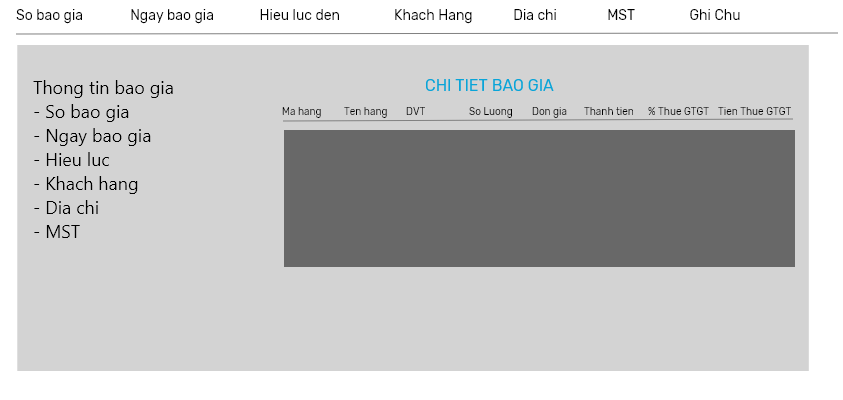 So bao gia Ngay bao gia Hieu luc den Khach Hang Dia chi MST Ghi Chu
Thong tin bao gia
- So bao gia
- Ngay bao gia
- Hieu luc
- Khach hang
- Dia chi
- MST
CHI TIET BAO GIA
Ma hang Ten hang DVT So Luong Don gia Thanh tien % Thue GTGT Tien Thue GTGT